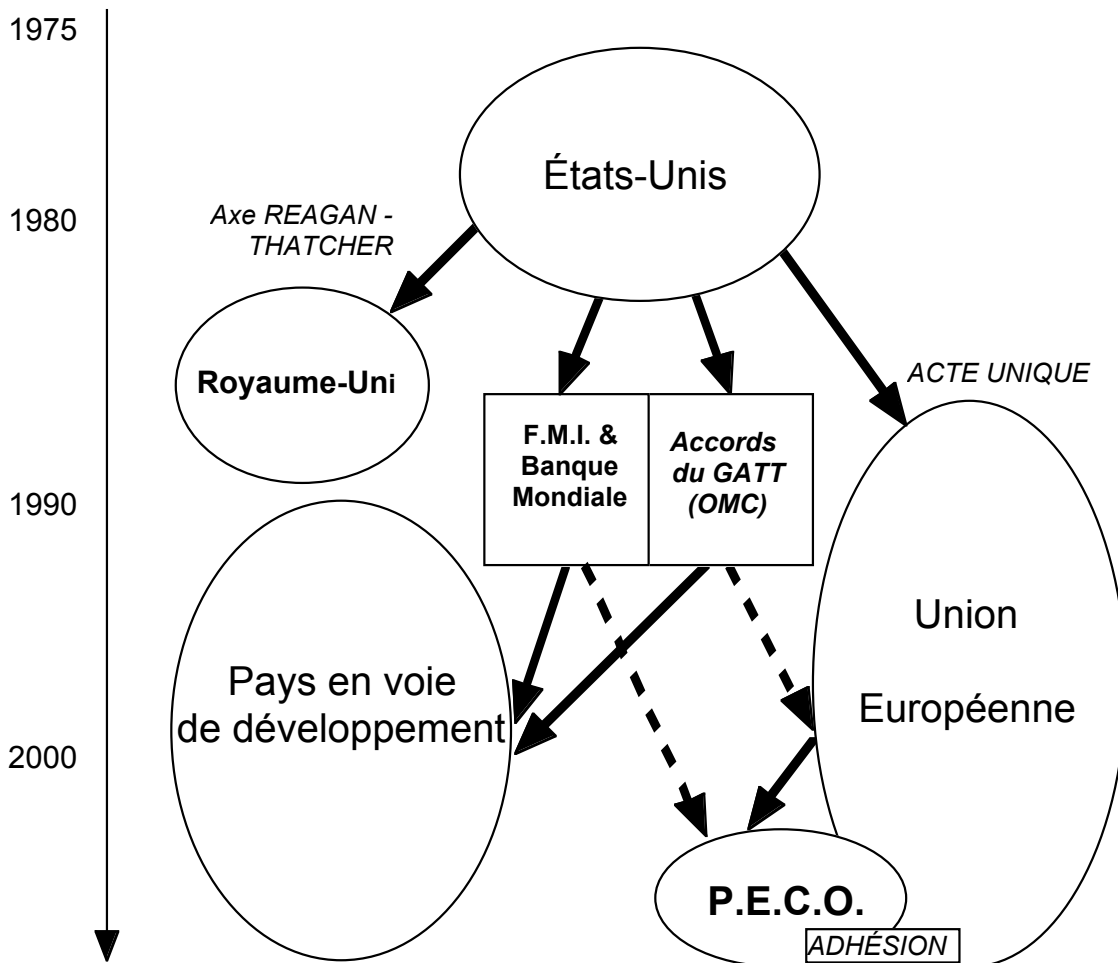 1975
États-Unis
1980
Axe REAGAN -
THATCHER
Royaume-Uni
ACTE UNIQUE
F.M.I. &
Banque
Mondiale
Accords
du GATT
(OMC)
1990
Union
Européenne
Pays en voie
de développement
2000
P.E.C.O.
ADHÉSION